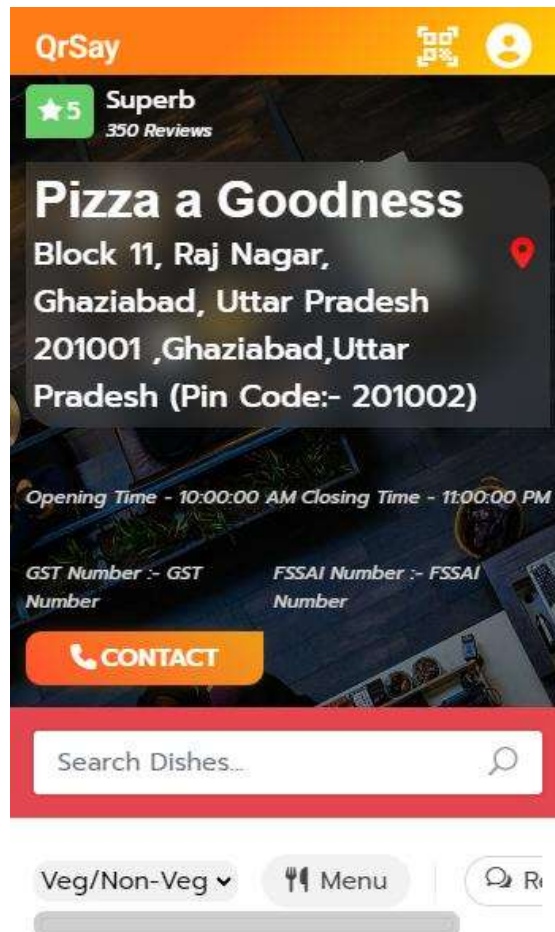 QrSay
5
Superb
350 Reviews
Pizza a Goodness
Block 11, Raj Nagar,
Ghaziabad, Uttar Pradesh
201001 ,Ghaziabad,Uttar
Pradesh (Pin Code:- 201002)
Opening Time - 10:00:00 AM Closing Time - 11:00:00 PM
GST Number :- GST
Number
FSSAI Number :- FSSAI
Number
CONTACT
Search Dishes...
Veg/Non-Veg
Menu